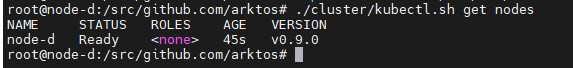 root@node-d:/src/github.com/arktos# ./cluster/kubectl.sh get nodes
NAME STATUS ROLES AGE VERSION
node-d Ready <none> 45s v0.9.0
root@node-d:/src/github.com/arktos#